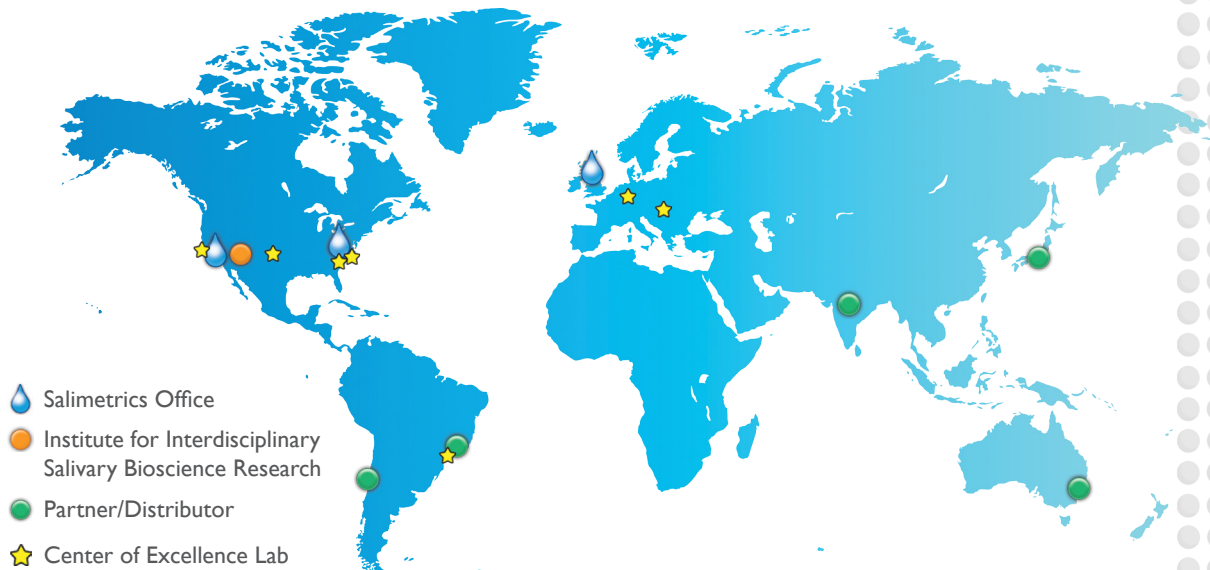 Salimetrics Office
Institute for Interdisciplinary
Salivary Bioscience Research
Partner/Distributor
Center of Excellence Lab